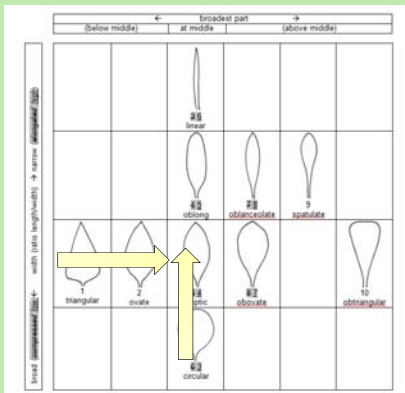 ← broadest part →
(below middle) at middle (above middle)
linear
oblong oblanceolate 9 spatulate
1 triangular
2 ovate
ptic
obovate
10 obtriangular
circular
broad ← width (ratio length/width) → narrow